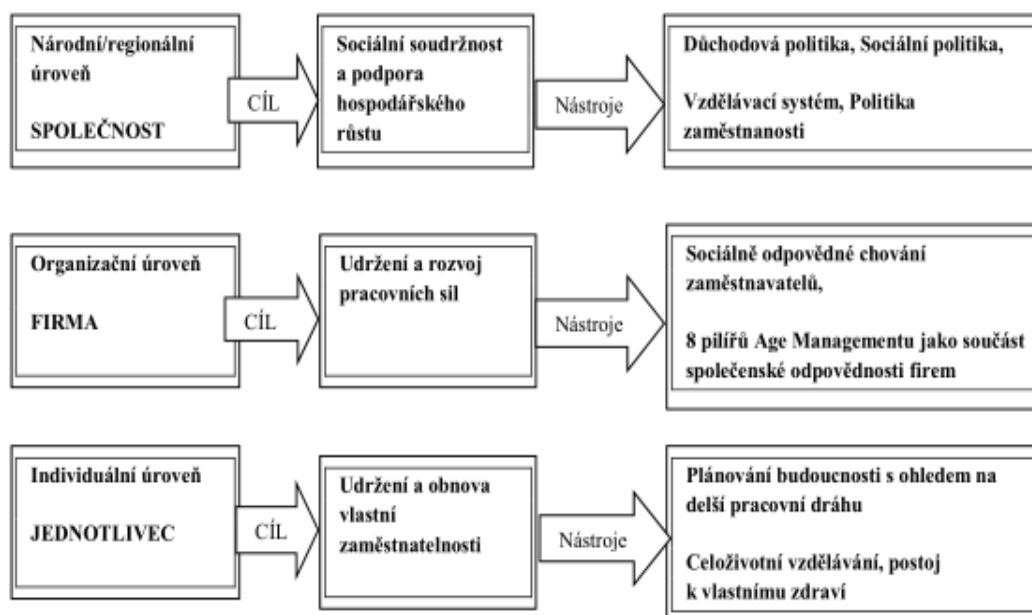 Národní/regionální
úroveň
SPOLEČNOST
CÍL
Sociální soudržnost
a podpora
hospodářského
růstu
Nástroje
Důchodová politika, Sociální politika,
Vzdělávací systém, Politika
zaměstnanosti
Organizační úroveň
FIRMA
CÍL
Udržení a rozvoj
pracovních sil
Nástroje
Sociálně odpovědné chování
zaměstnavatelů,
8 pilířů Age Managementu jako součást
společenské odpovědnosti firem
Individuální úroveň
JEDNOTLIVEC
CÍL
Udržení a obnova
vlastní
zaměstnatelnosti
Nástroje
Plánování budoucnosti s ohledem na
delší pracovní dráhu
Celoživotní vzdělávání, postoj
k vlastnímu zdraví